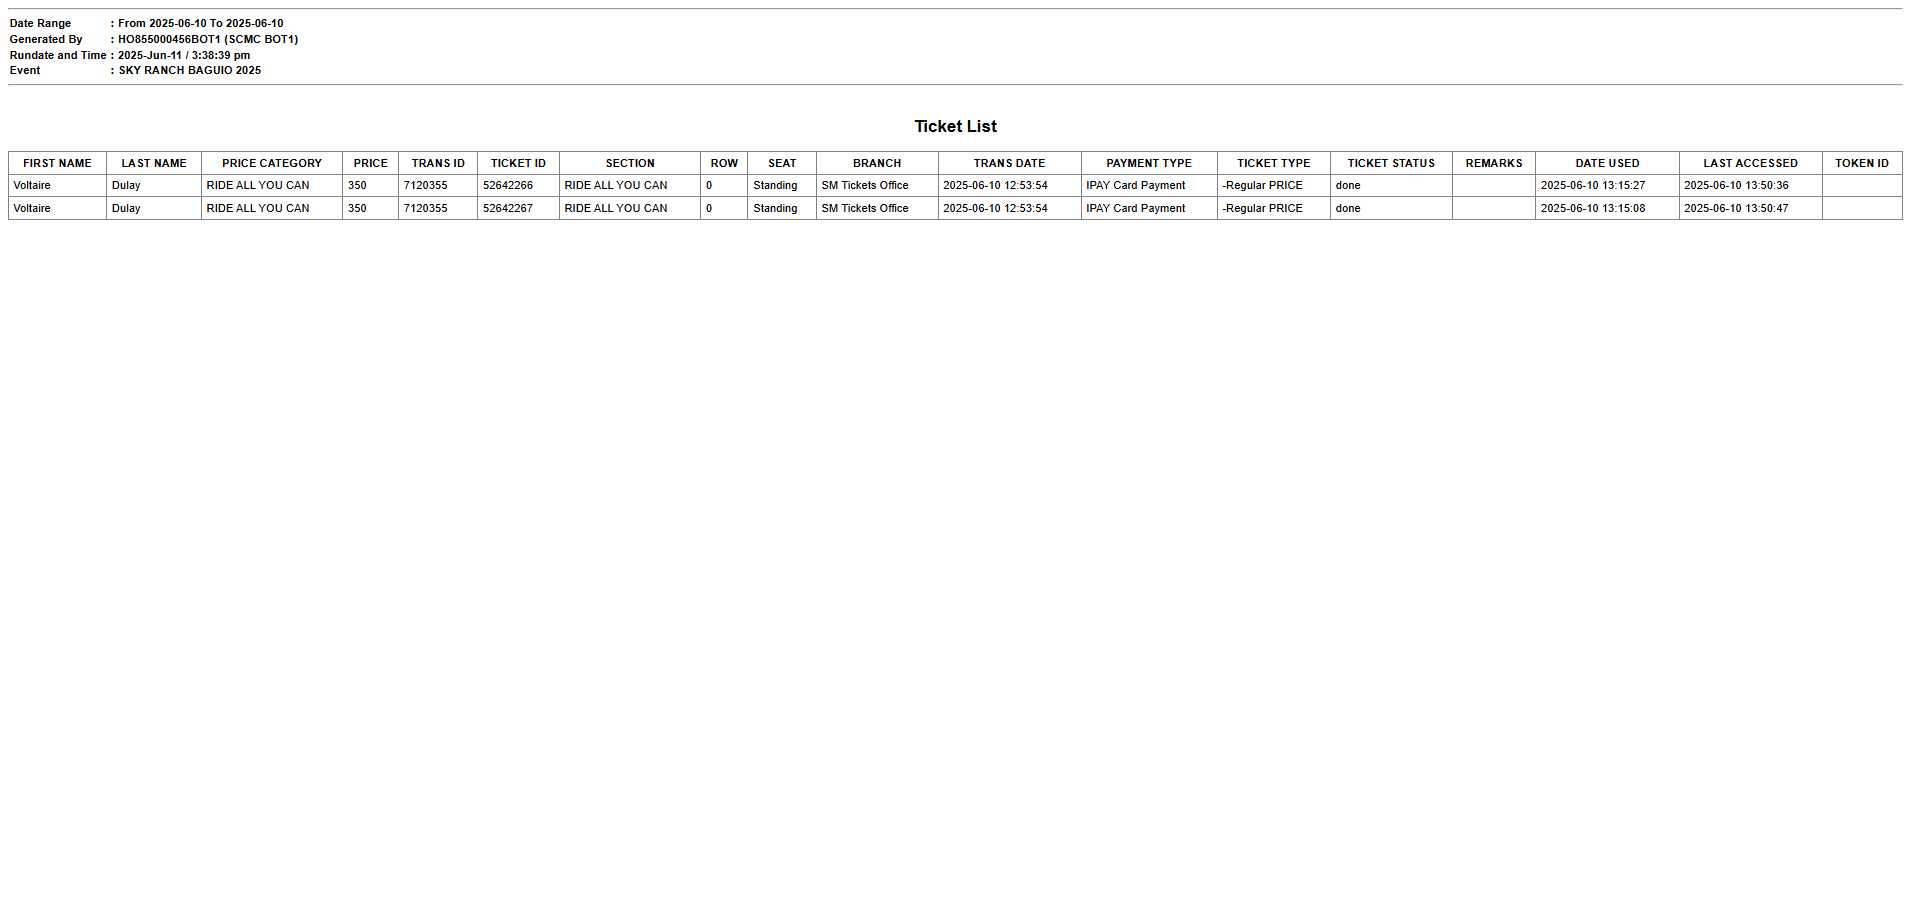 Date Range : From 2025-06-10 To 2025-06-10
Generated By : HO855000456BOT1 (SCMC BOT1)
Rundate and Time : 2025-Jun-11 / 3:38:39 pm
Event : SKY RANCH BAGUIO 2025
Ticket List
FIRST NAME LAST NAME PRICE CATEGORY PRICE TRANS ID TICKET ID SECTION ROW SEAT BRANCH TRANS DATE PAYMENT TYPE TICKET TYPE TICKET STATUS REMARKS DATE USED LAST ACCESSED TOKEN ID
Voltaire Dulay RIDE ALL YOU CAN 350 7120355 52642266 RIDE ALL YOU CAN 0 Standing SM Tickets Office 2025-06-10 12:53:54 IPAY Card Payment -Regular PRICE done 2025-06-10 13:15:27 2025-06-10 13:50:36
Voltaire Dulay RIDE ALL YOU CAN 350 7120355 52642267 RIDE ALL YOU CAN 0 Standing SM Tickets Office 2025-06-10 12:53:54 IPAY Card Payment -Regular PRICE done 2025-06-10 13:15:08 2025-06-10 13:50:47